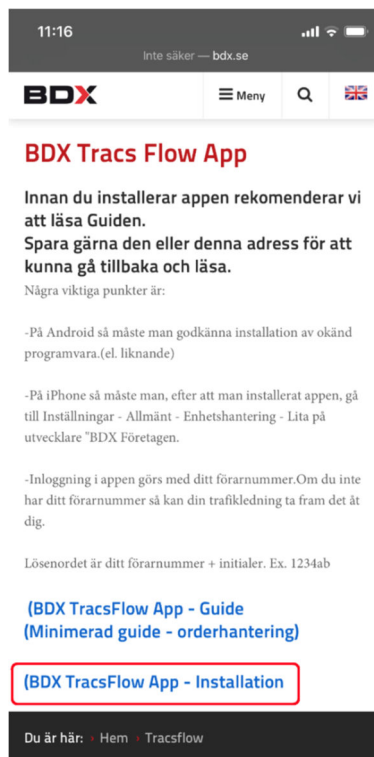 11:16
Inte säker — bdx.se
BDX
Meny
BDX Tracs Flow App
Innan du installerar appen rekomenderar vi
att läsa Guiden.
Spara gärna den eller denna adress för att
kunna gå tillbaka och läsa.
Några viktiga punkter är:
-På Android så måste man godkänna installation av okänd
programvara.(el. liknande)
-På iPhone så måste man, efter att man installerat appen, gå
till Inställningar - Allmänt - Enhetshantering - Lita på
utvecklare "BDX Företagen.
-Inloggning i appen görs med ditt förarnummer.Om du inte
har ditt förarnummer så kan din trafikledning ta fram det åt
dig.
Lösenordet är ditt förarnummer + initialer. Ex. 1234ab
(BDX TracsFlow App - Guide
(Minimerad guide - orderhantering)
(BDX TracsFlow App - Installation
Du är här: › Hem › Tracsflow